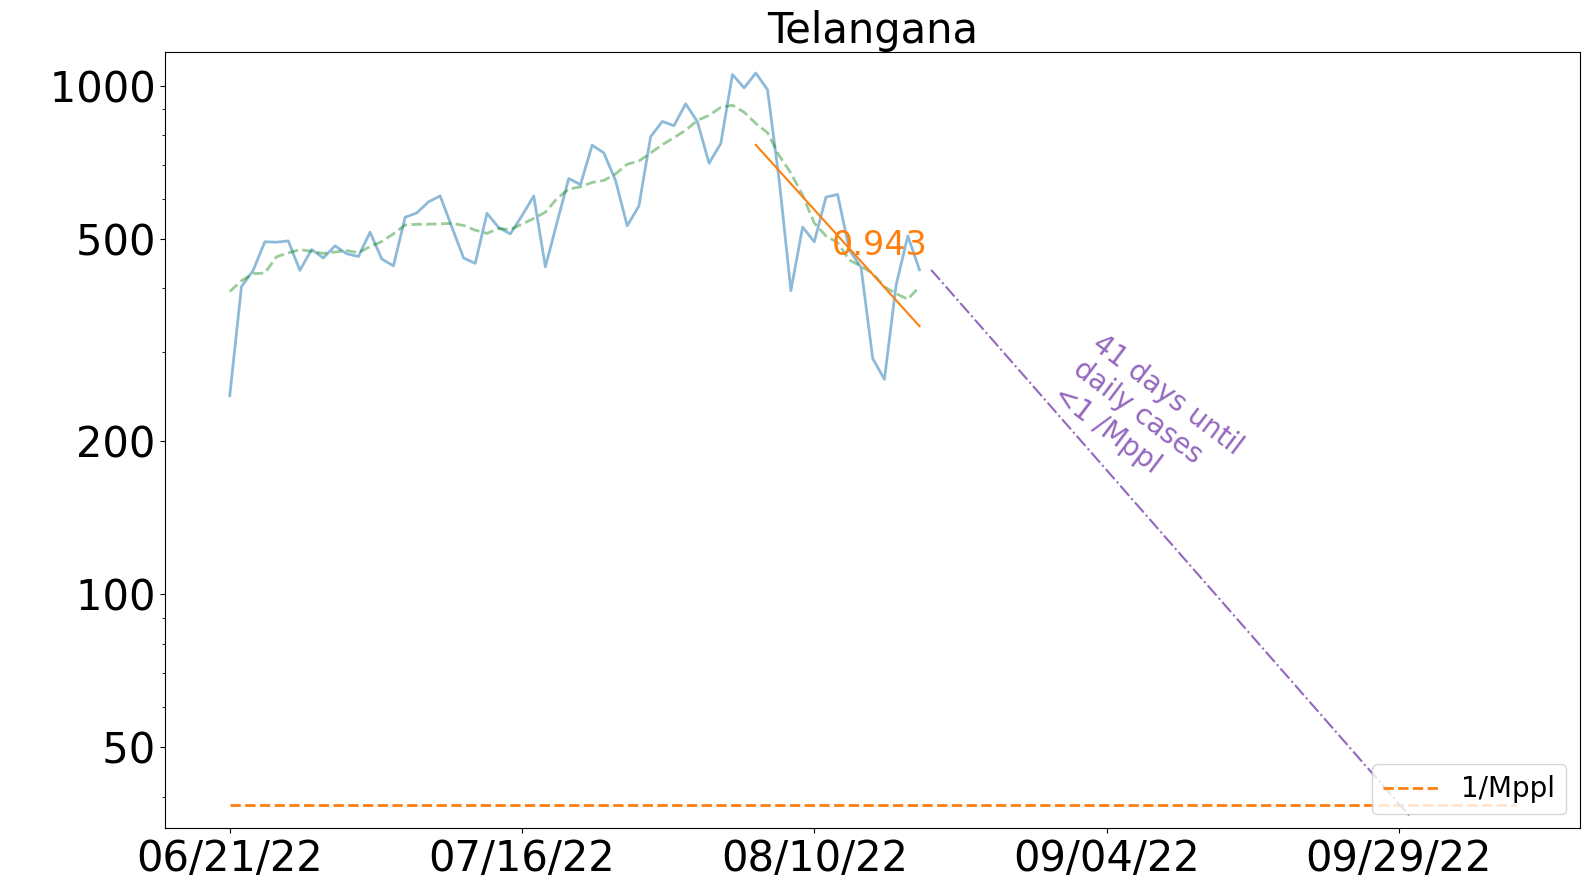 Telangana
1000
500
200
100
50
0.943
41 days until
daily cases
<1 /Mppl
1/Mppl
06/21/22
07/16/22
08/10/22
09/04/22
09/29/22